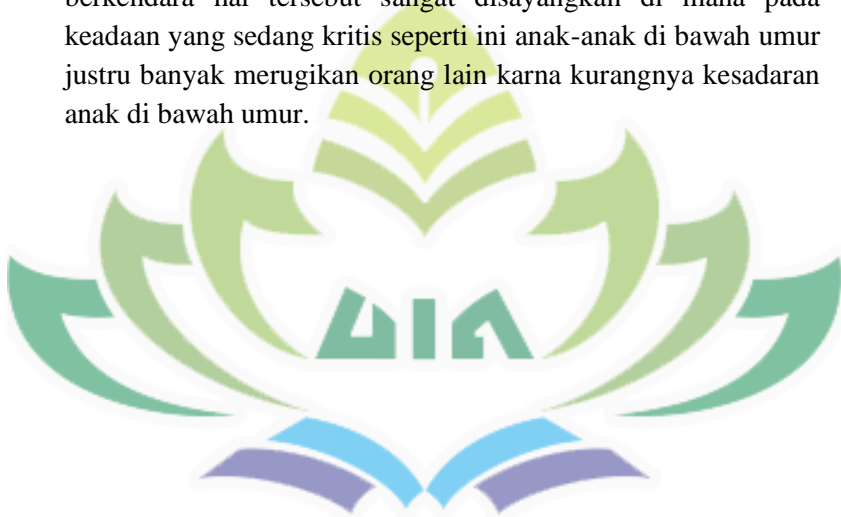 berkendara hal tersebut sangat disayangkan di mana pada
keadaan yang sedang kritis seperti ini anak-anak di bawah umur
justru banyak merugikan orang lain karna kurangnya kesadaran
anak di bawah umur.